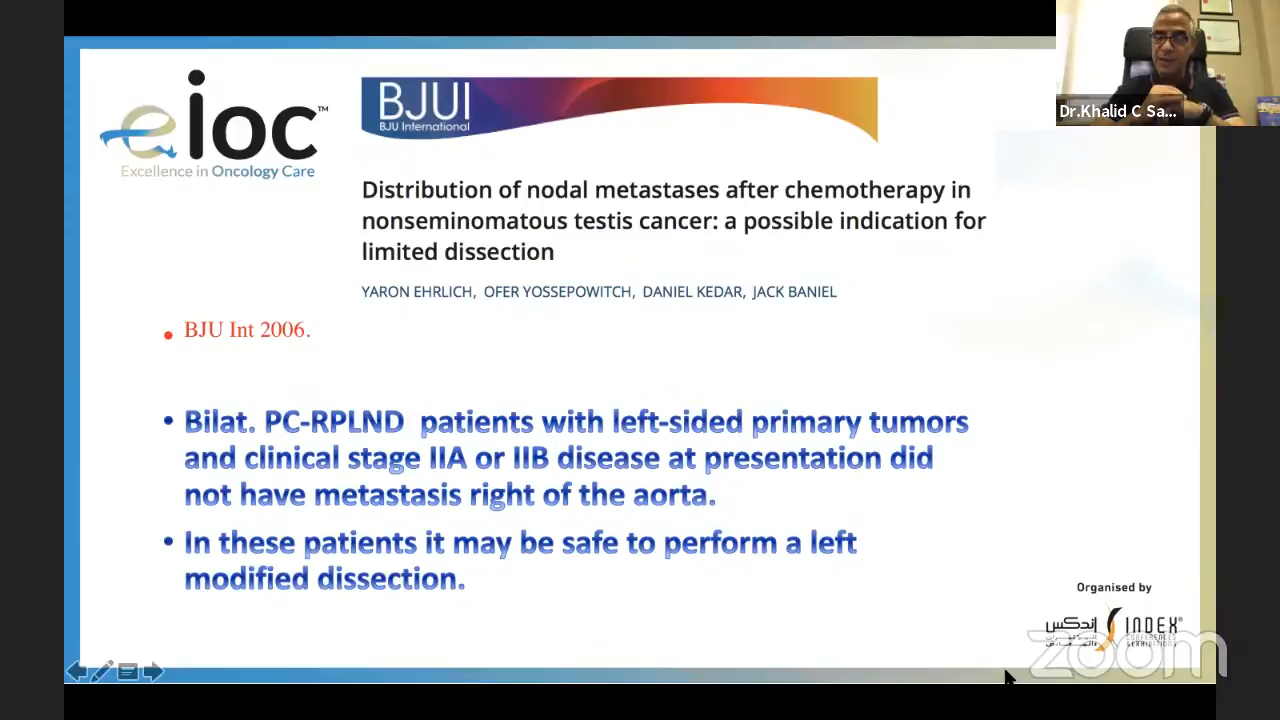 eioc™
Excellence in Oncology Care
BJUI
BJU International
Dr.Khalid C Sa...
Distribution of nodal metastases after chemotherapy in
nonseminomatous testis cancer: a possible indication for
limited dissection
YARON EHRLICH, OFER YOSSEPOWITCH, DANIEL KEDAR, JACK BANIEL
• BJU Int 2006.
• Bilat. PC-RPLND patients with left-sided primary tumors
and clinical stage IIA or IIB disease at presentation did
not have metastasis right of the aorta.
• In these patients it may be safe to perform a left
modified dissection.
Organised by
إندكس INDEX®
zoom